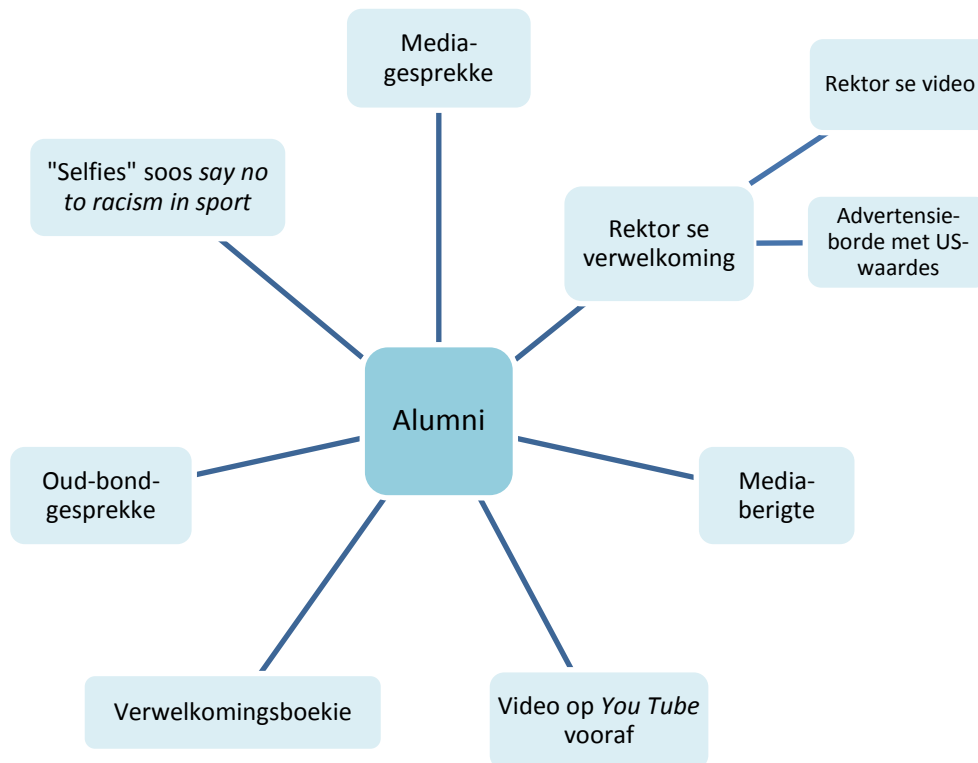 Media-
gesprekke
Rektor se video
"Selfies" soos say no
to racism in sport
Rektor se
verwelkoming
Advertensie-
borde met US-
waardes
Alumni
Oud-bond-
gesprekke
Media-
berigte
Verwelkomingsboekie
Video op You Tube
vooraf